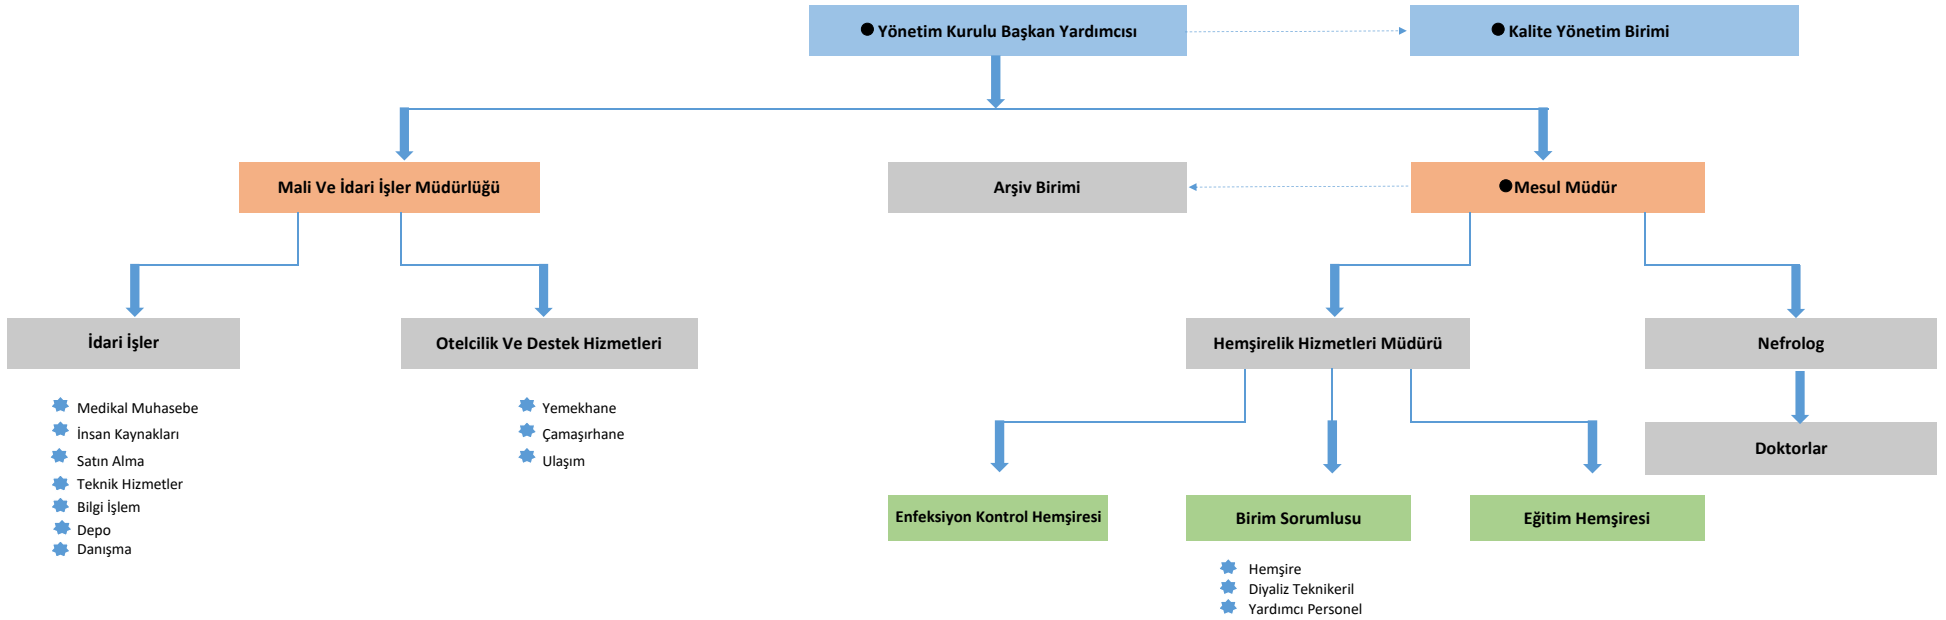 Yönetim Kurulu Başkan Yardımcısı
Kalite Yönetim Birimi
Mali Ve İdari İşler Müdürlüğü
Arşiv Birimi
Mesul Müdür
İdari İşler
Otelcilik Ve Destek Hizmetleri
Hemşirelik Hizmetleri Müdürü
Nefrolog
Medikal Muhasebe
İnsan Kaynakları
Satın Alma
Teknik Hizmetler
Bilgi İşlem
Depo
Danışma
Yemekhane
Çamaşırhane
Ulaşım
Doktorlar
Enfeksiyon Kontrol Hemşiresi
Birim Sorumlusu
Eğitim Hemşiresi
Hemşire
Diyaliz Teknikeril
Yardımcı Personel